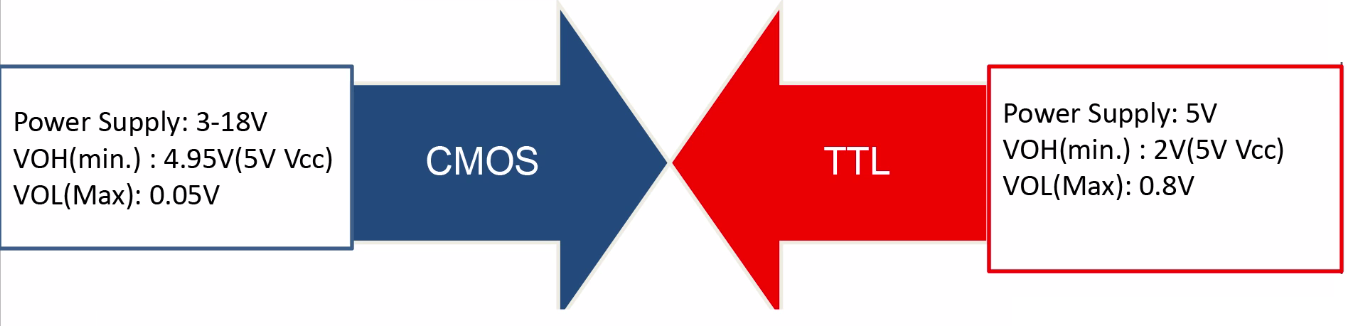 Power Supply: 3-18V
VOH(min.) : 4.95V(5V Vcc)
VOL(Max): 0.05V
CMOS
TTL
Power Supply: 5V
VOH(min.) : 2V(5V Vcc)
VOL(Max): 0.8V